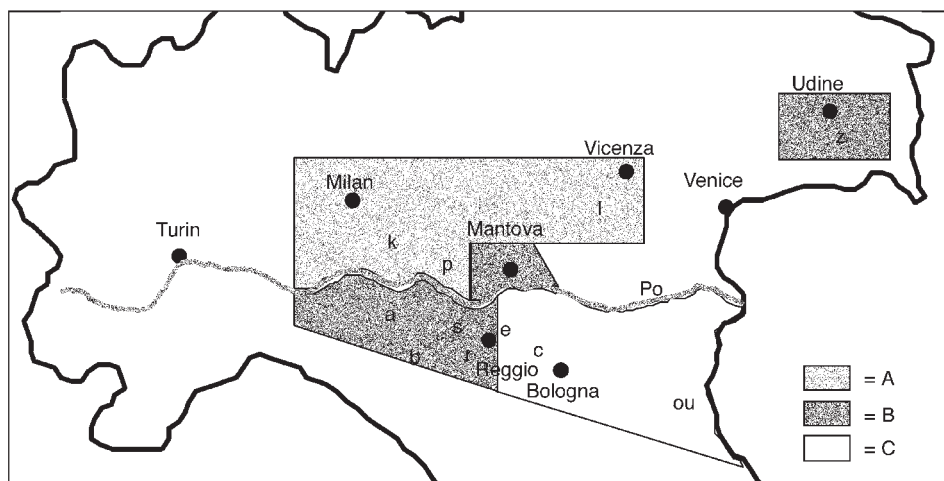 Udine
z
Vicenza
Milan
Venice
l
Mantova
Turin
k
p
Po
a
s
e
b
r
c
Reggio
Bologna
ou
= A
= B
= C